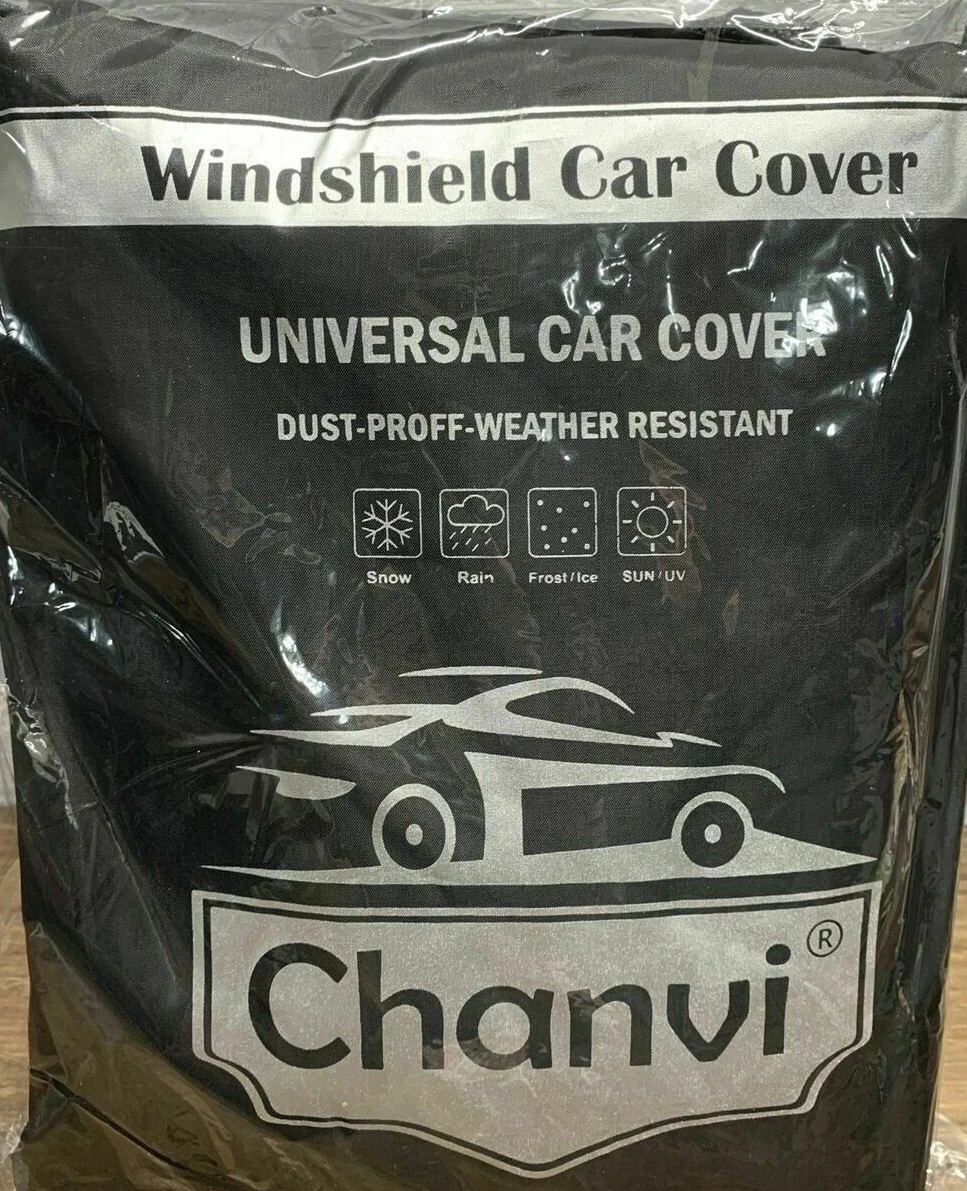 Windshield Car Cover
UNIVERSAL CAR COVER
DUST-PROFF-WEATHER RESISTANT
Snow Rain Frost/Ice SUN/UV
Chanvi ®